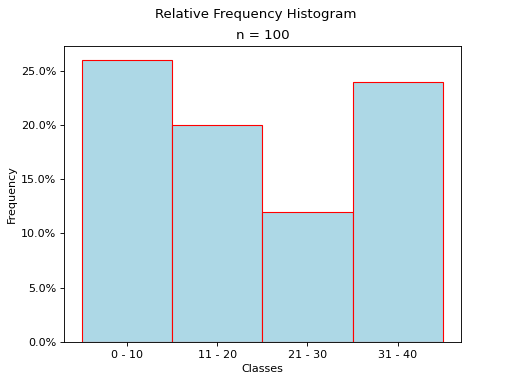 Relative Frequency Histogram
n = 100
25.0%
20.0%
15.0%
10.0%
5.0%
0.0%
Frequency
0 - 10 11 - 20 21 - 30 31 - 40
Classes